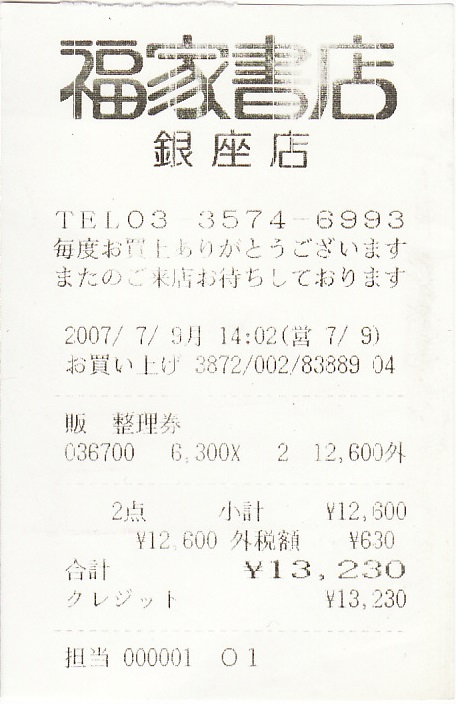 福家書店
銀座店
TEL03-3574-6993
毎度お買上ありがとうございます
またのご来店お待ちしております
2007/ 7/ 9月 14:02(営 7/ 9)
お買い上げ 3872/002/83889 04
販 整理券
036700 6,300X 2 12,600外
2点 小計 ¥12,600
¥12,600 外税額 ¥630
合計 ¥13,230
クレジット ¥13,230
担当 000001 01